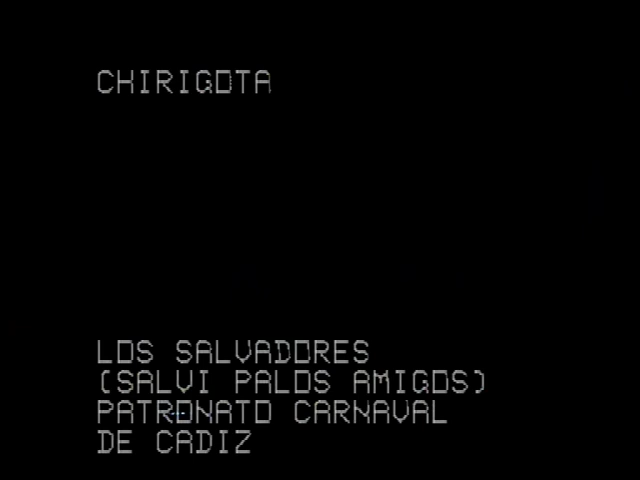 CHIRIGOTA
LOS SALVADORES
(SALVI PALOS AMIGOS)
PATRONATO CARNAVAL
DE CADIZ